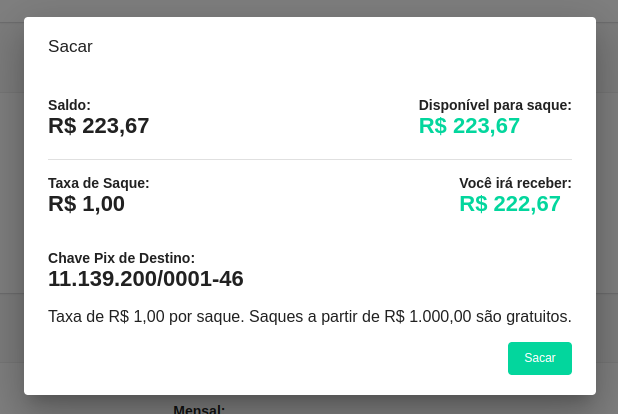 Sacar
Saldo:
R$ 223,67
Disponível para saque:
R$ 223,67
Taxa de Saque:
R$ 1,00
Você irá receber:
R$ 222,67
Chave Pix de Destino:
11.139.200/0001-46
Taxa de R$ 1,00 por saque. Saques a partir de R$ 1.000,00 são gratuitos.
Sacar
Mensal: